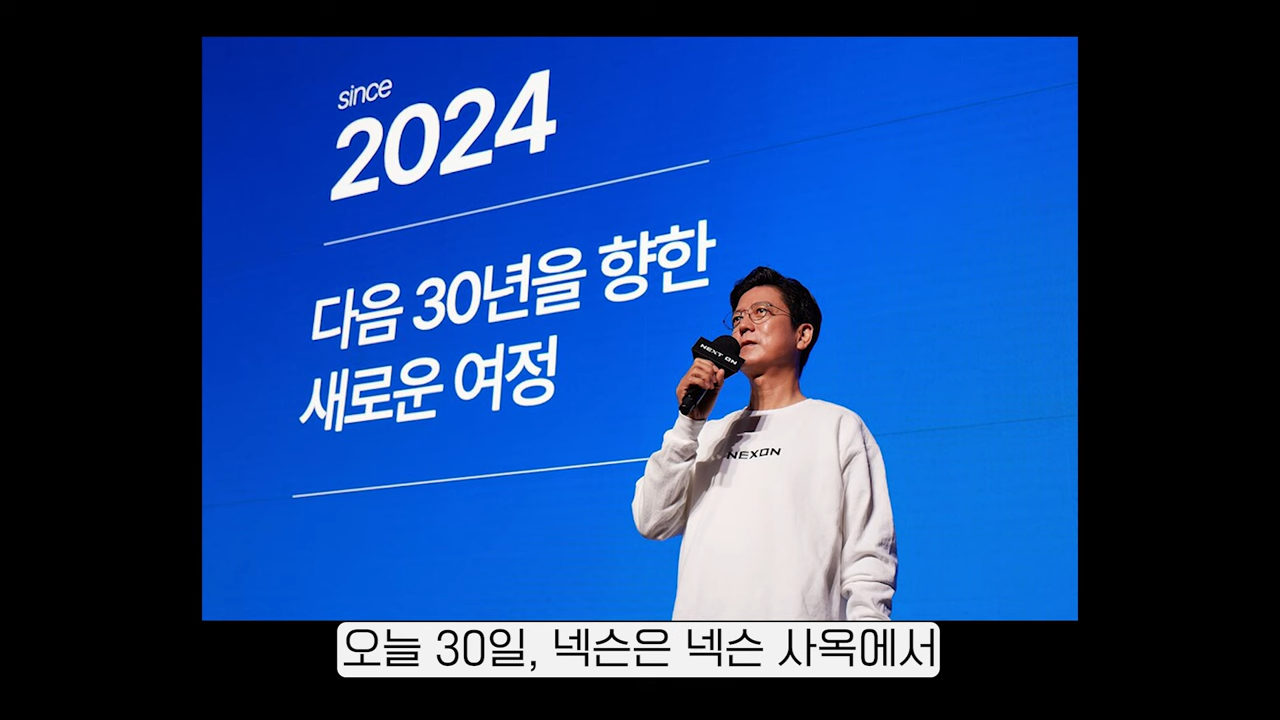 since
2024
다음 30년을 향한
새로운 여정
NEXT ON
NEXON
오늘 30일, 넥슨은 넥슨 사옥에서